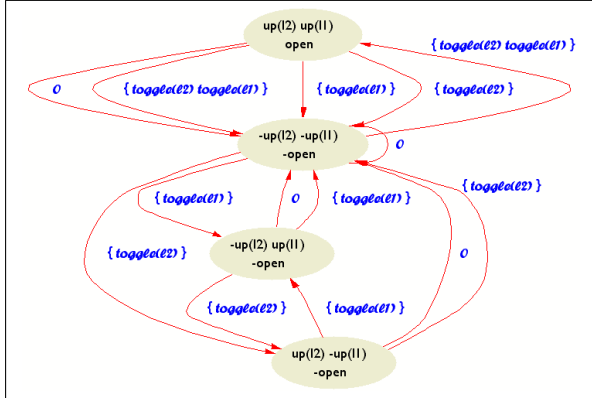 up(l2) up(l1)
open
{ toggle(l2) toggle(l1) }
0
{ toggle(l2) toggle(l1) }
{ toggle(l1) }
{ toggle(l2) }
-up(l2) -up(l1)
-open
0
{ toggle(l1) }
0
{ toggle(l1) }
{ toggle(l2) }
-up(l2) up(l1)
-open
{ toggle(l2) }
0
{ toggle(l2) }
{ toggle(l1) }
up(l2) -up(l1)
-open